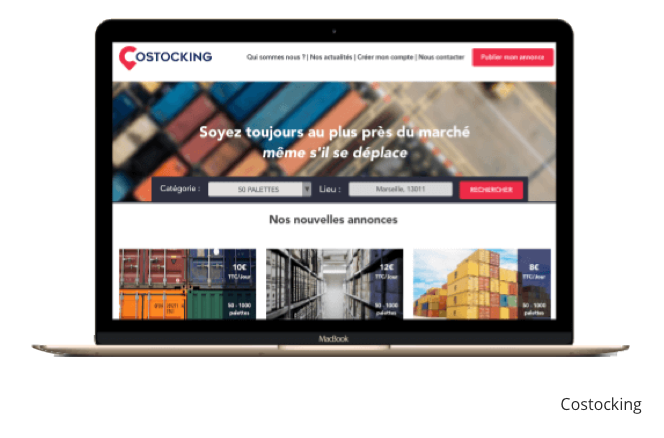 COSTOCKING
Qui sommes nous ? | Nos actualités | Créer mon compte | Nous contacter
Publier mon annonce
Soyez toujours au plus près du marché
même s'il se déplace
Catégorie :
50 PALETTES
Lieu :
Marseille, 13011
RECHERCHER
Nos nouvelles annonces
10€
TTC/Jour
50 - 1000
palettes
12€
TTC/Jour
50 - 1000
palettes
8€
TTC/Jour
50 - 1000
palettes
MacBook
Costocking